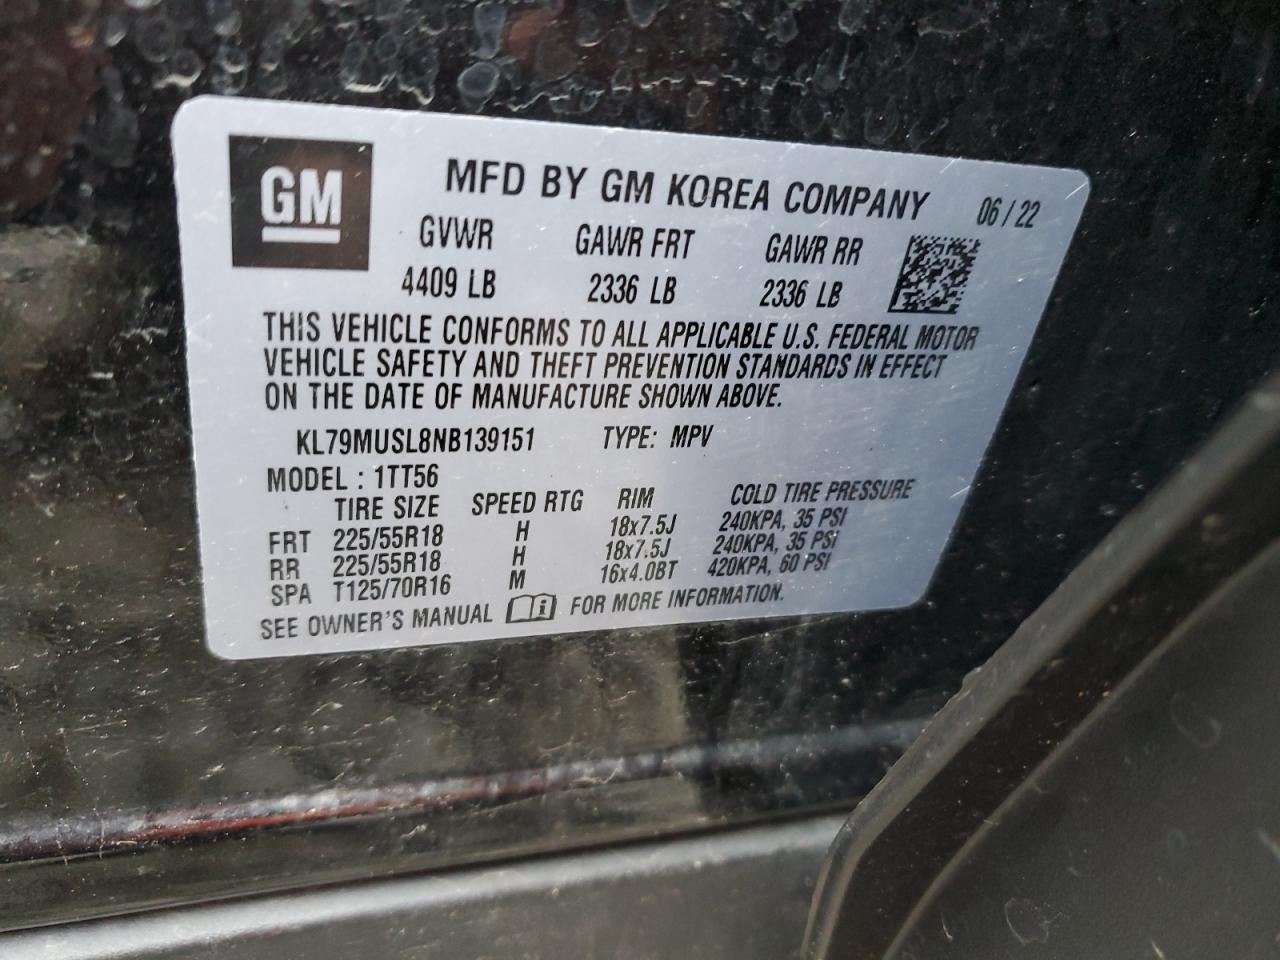 GM
MFD BY GM KOREA COMPANY 06/22
GVWR GAWR FRT GAWR RR
4409 LB 2336 LB 2336 LB
THIS VEHICLE CONFORMS TO ALL APPLICABLE U.S. FEDERAL MOTOR
VEHICLE SAFETY AND THEFT PREVENTION STANDARDS IN EFFECT
ON THE DATE OF MANUFACTURE SHOWN ABOVE.
KL79MUSL8NB139151 TYPE: MPV
MODEL : 1TT56
TIRE SIZE SPEED RTG RIM COLD TIRE PRESSURE
FRT 225/55R18 H 18x7.5J 240KPA, 35 PSI
RR 225/55R18 H 18x7.5J 240KPA, 35 PSI
SPA T125/70R16 M 16x4.0BT 420KPA, 60 PSI
SEE OWNER'S MANUAL FOR MORE INFORMATION.